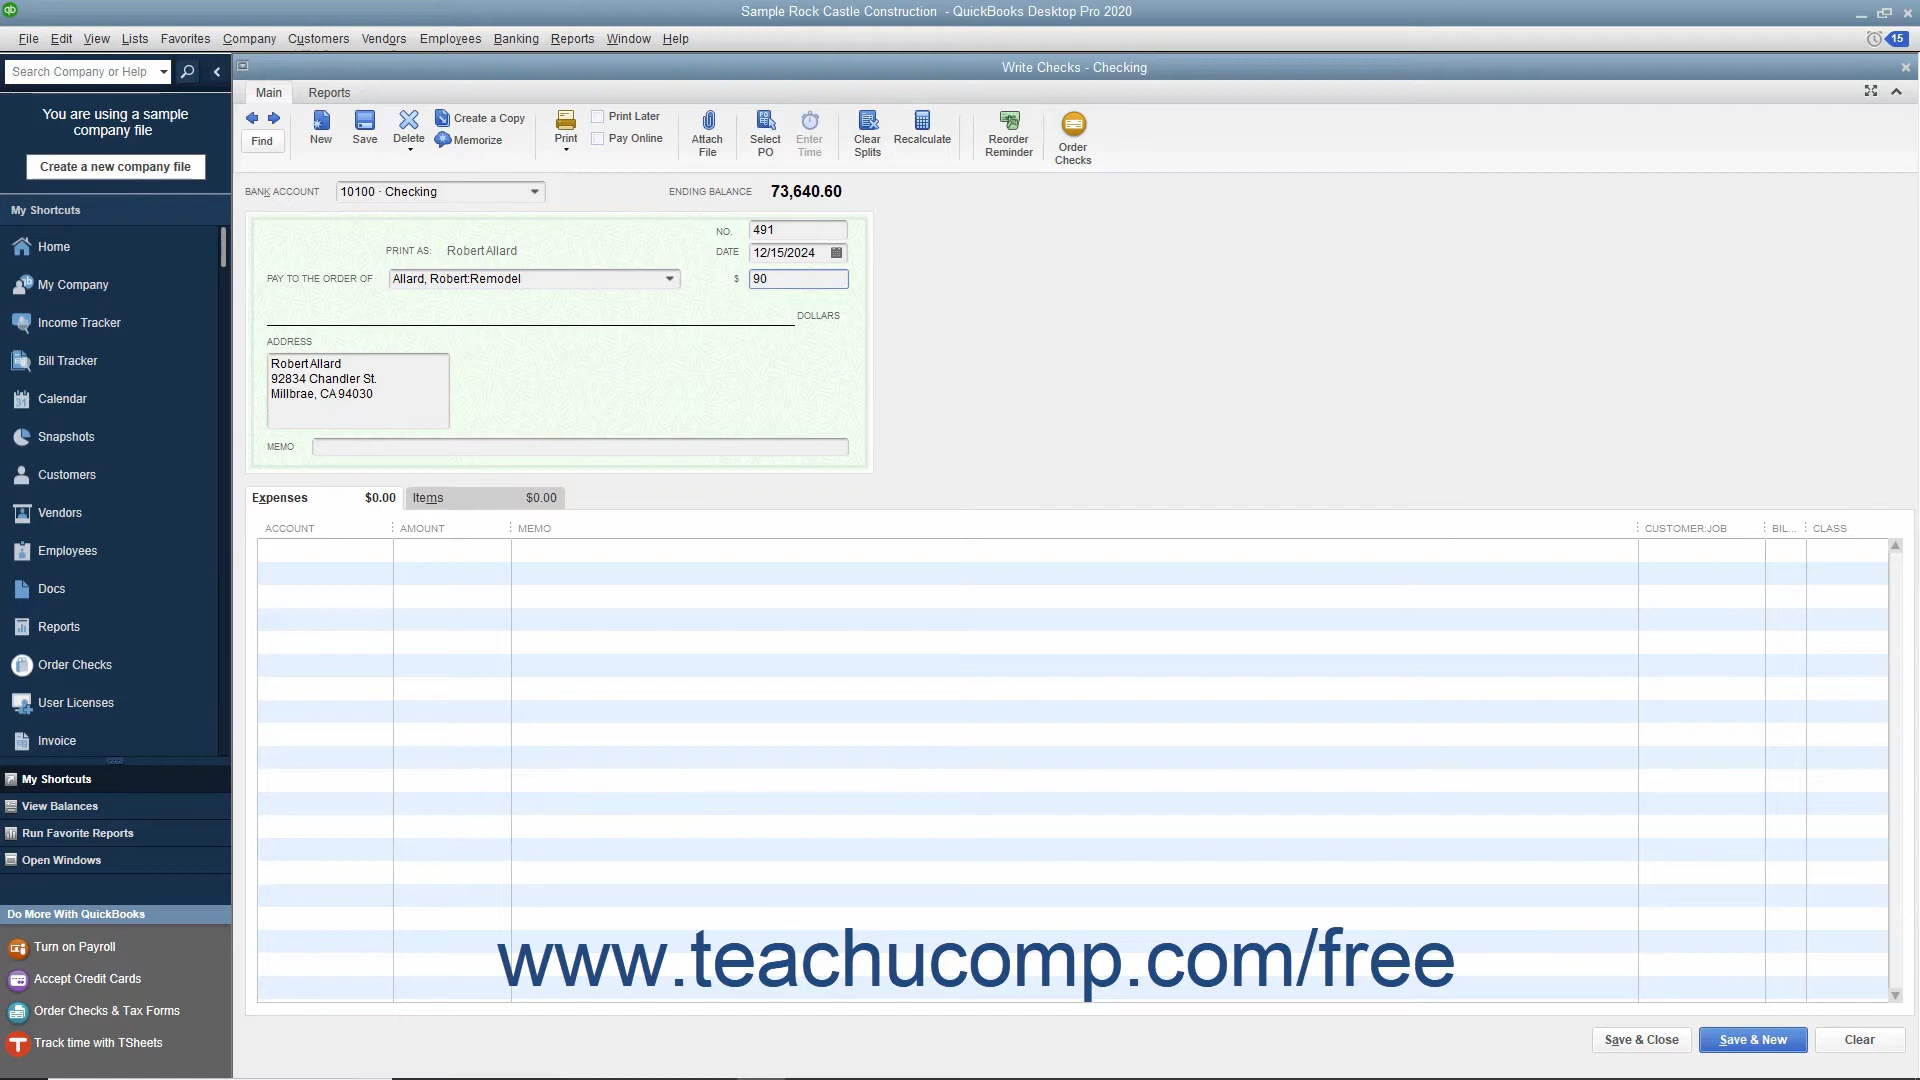 Sample Rock Castle Construction - QuickBooks Desktop Pro 2020
File Edit View Lists Favorites Company Customers Vendors Employees Banking Reports Window Help
15
Search Company or Help
Write Checks - Checking
You are using a sample
company file
Create a new company file
Main Reports
Find
New
Save
Delete
Create a Copy
Memorize
Print
Print Later
Pay Online
Attach
File
Select
PO
Enter
Time
Clear
Splits
Recalculate
Reorder
Reminder
Order
Checks
BANK ACCOUNT 10100 · Checking ENDING BALANCE 73,640.60
NO. 491
PRINT AS: Robert Allard
DATE 12/15/2024
PAY TO THE ORDER OF Allard, Robert:Remodel $ 90
DOLLARS
ADDRESS
Robert Allard
92834 Chandler St.
Millbrae, CA 94030
MEMO
Expenses $0.00 Items $0.00
ACCOUNT AMOUNT MEMO CUSTOMER:JOB BIL... CLASS
My Shortcuts
Home
My Company
Income Tracker
Bill Tracker
Calendar
Snapshots
Customers
Vendors
Employees
Docs
Reports
Order Checks
User Licenses
Invoice
My Shortcuts
View Balances
Run Favorite Reports
Open Windows
Do More With QuickBooks
Turn on Payroll
Accept Credit Cards
Order Checks & Tax Forms
Track time with TSheets
www.teachucomp.com/free
Save & Close Save & New Clear